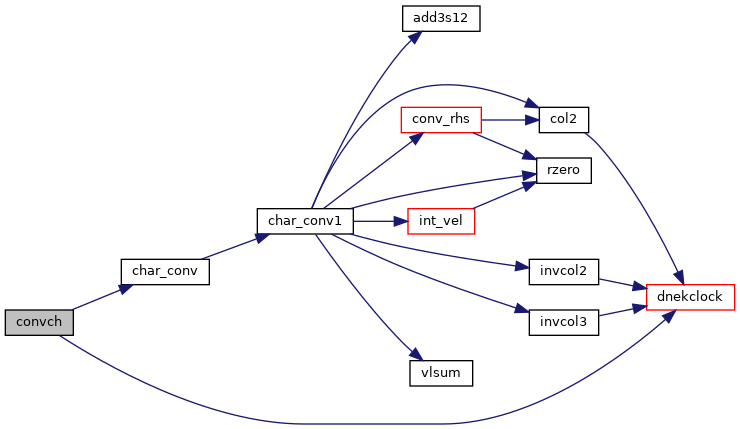 add3s12
conv_rhs
col2
rzero
char_conv1
int_vel
char_conv
invcol2
dnekclock
convch
invcol3
vlsum